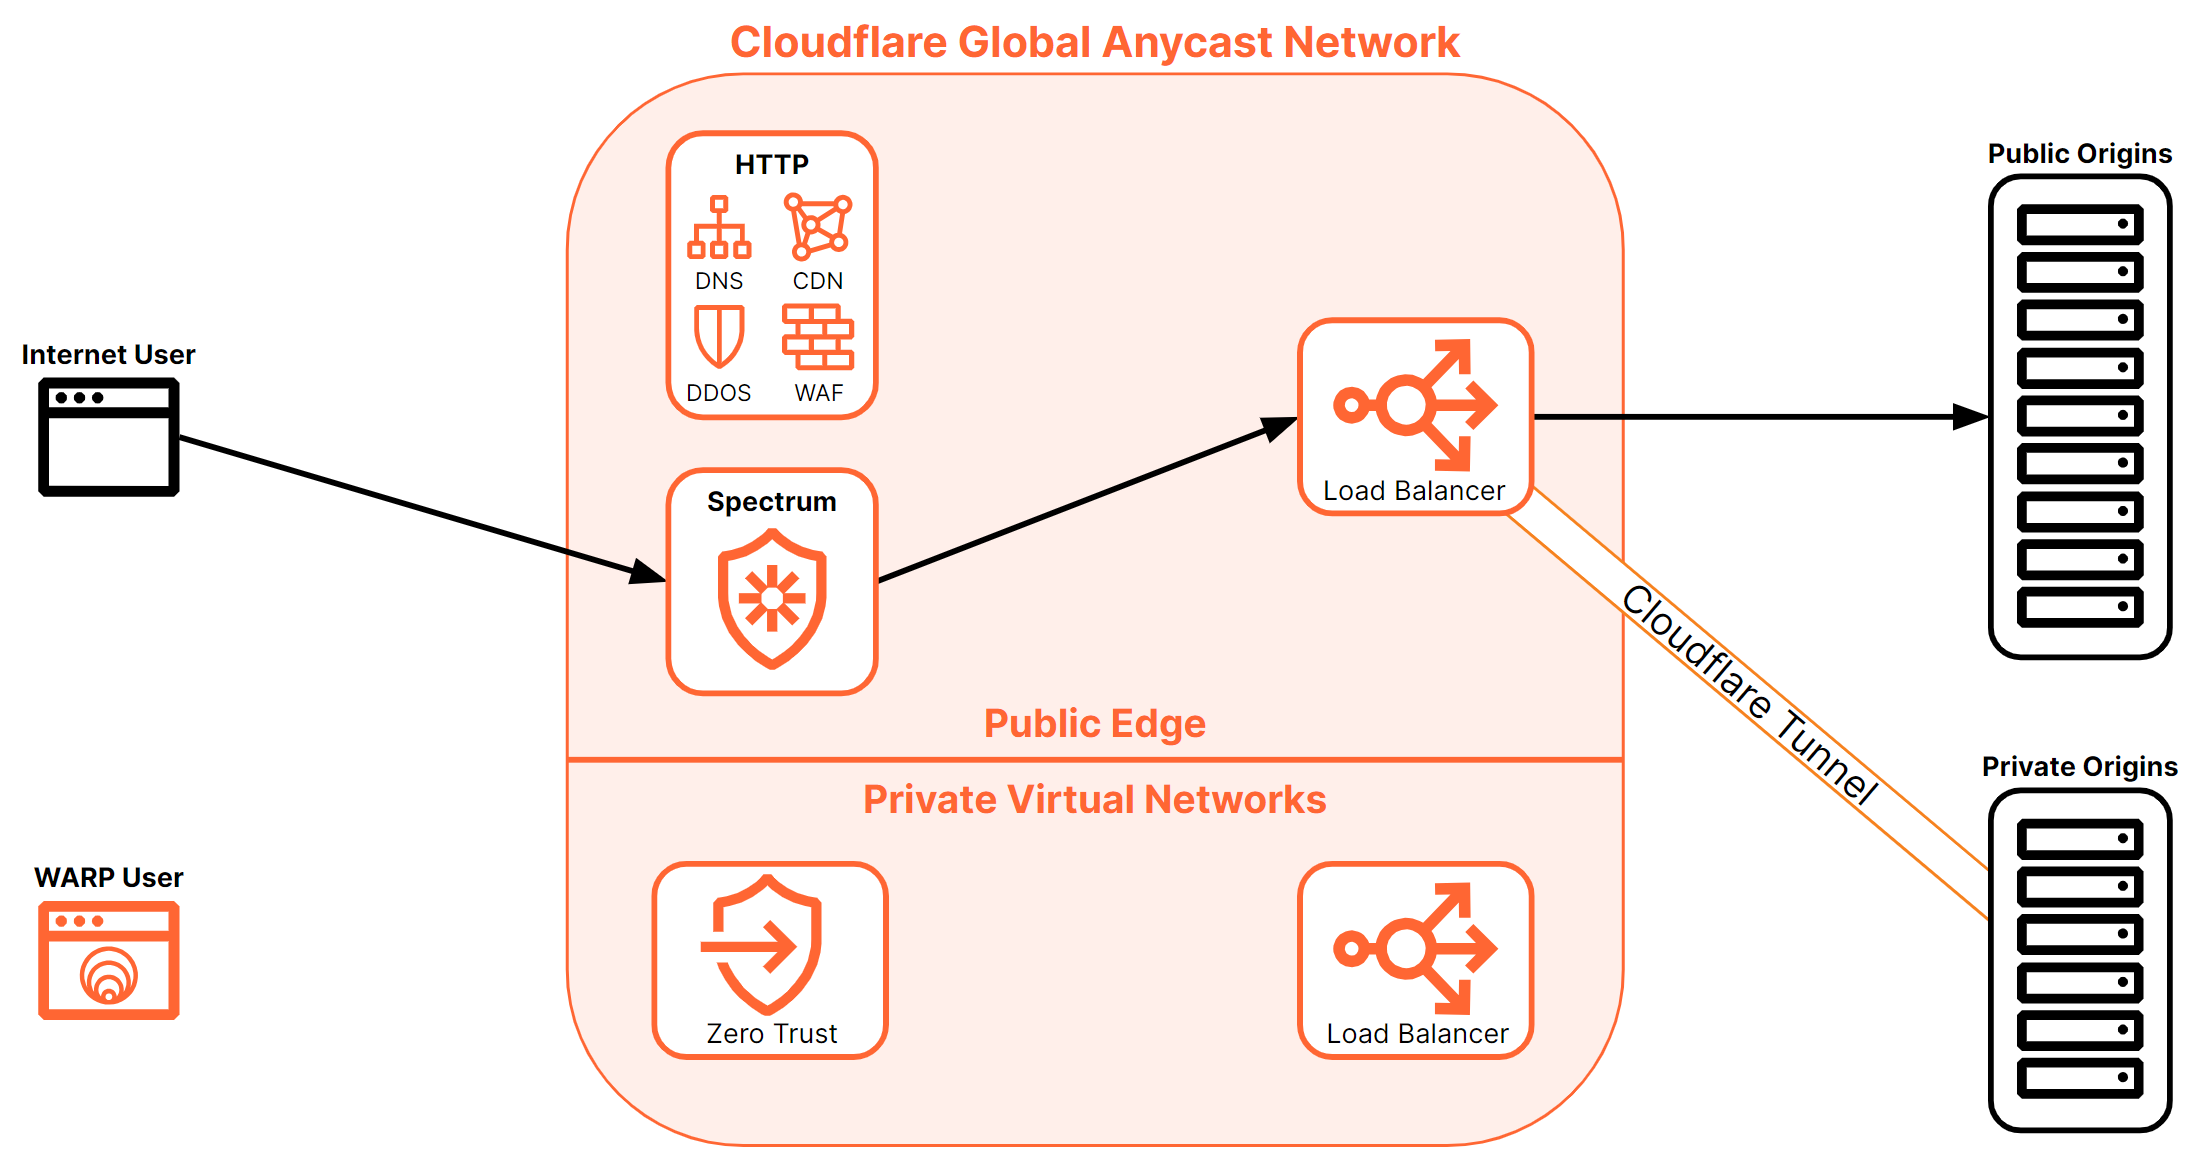 Cloudflare Global Anycast Network
HTTP
DNS
CDN
DDOS
WAF
Public Origins
Internet User
Load Balancer
Spectrum
Cloudflare Tunnel
Public Edge
Private Virtual Networks
Private Origins
WARP User
Zero Trust
Load Balancer